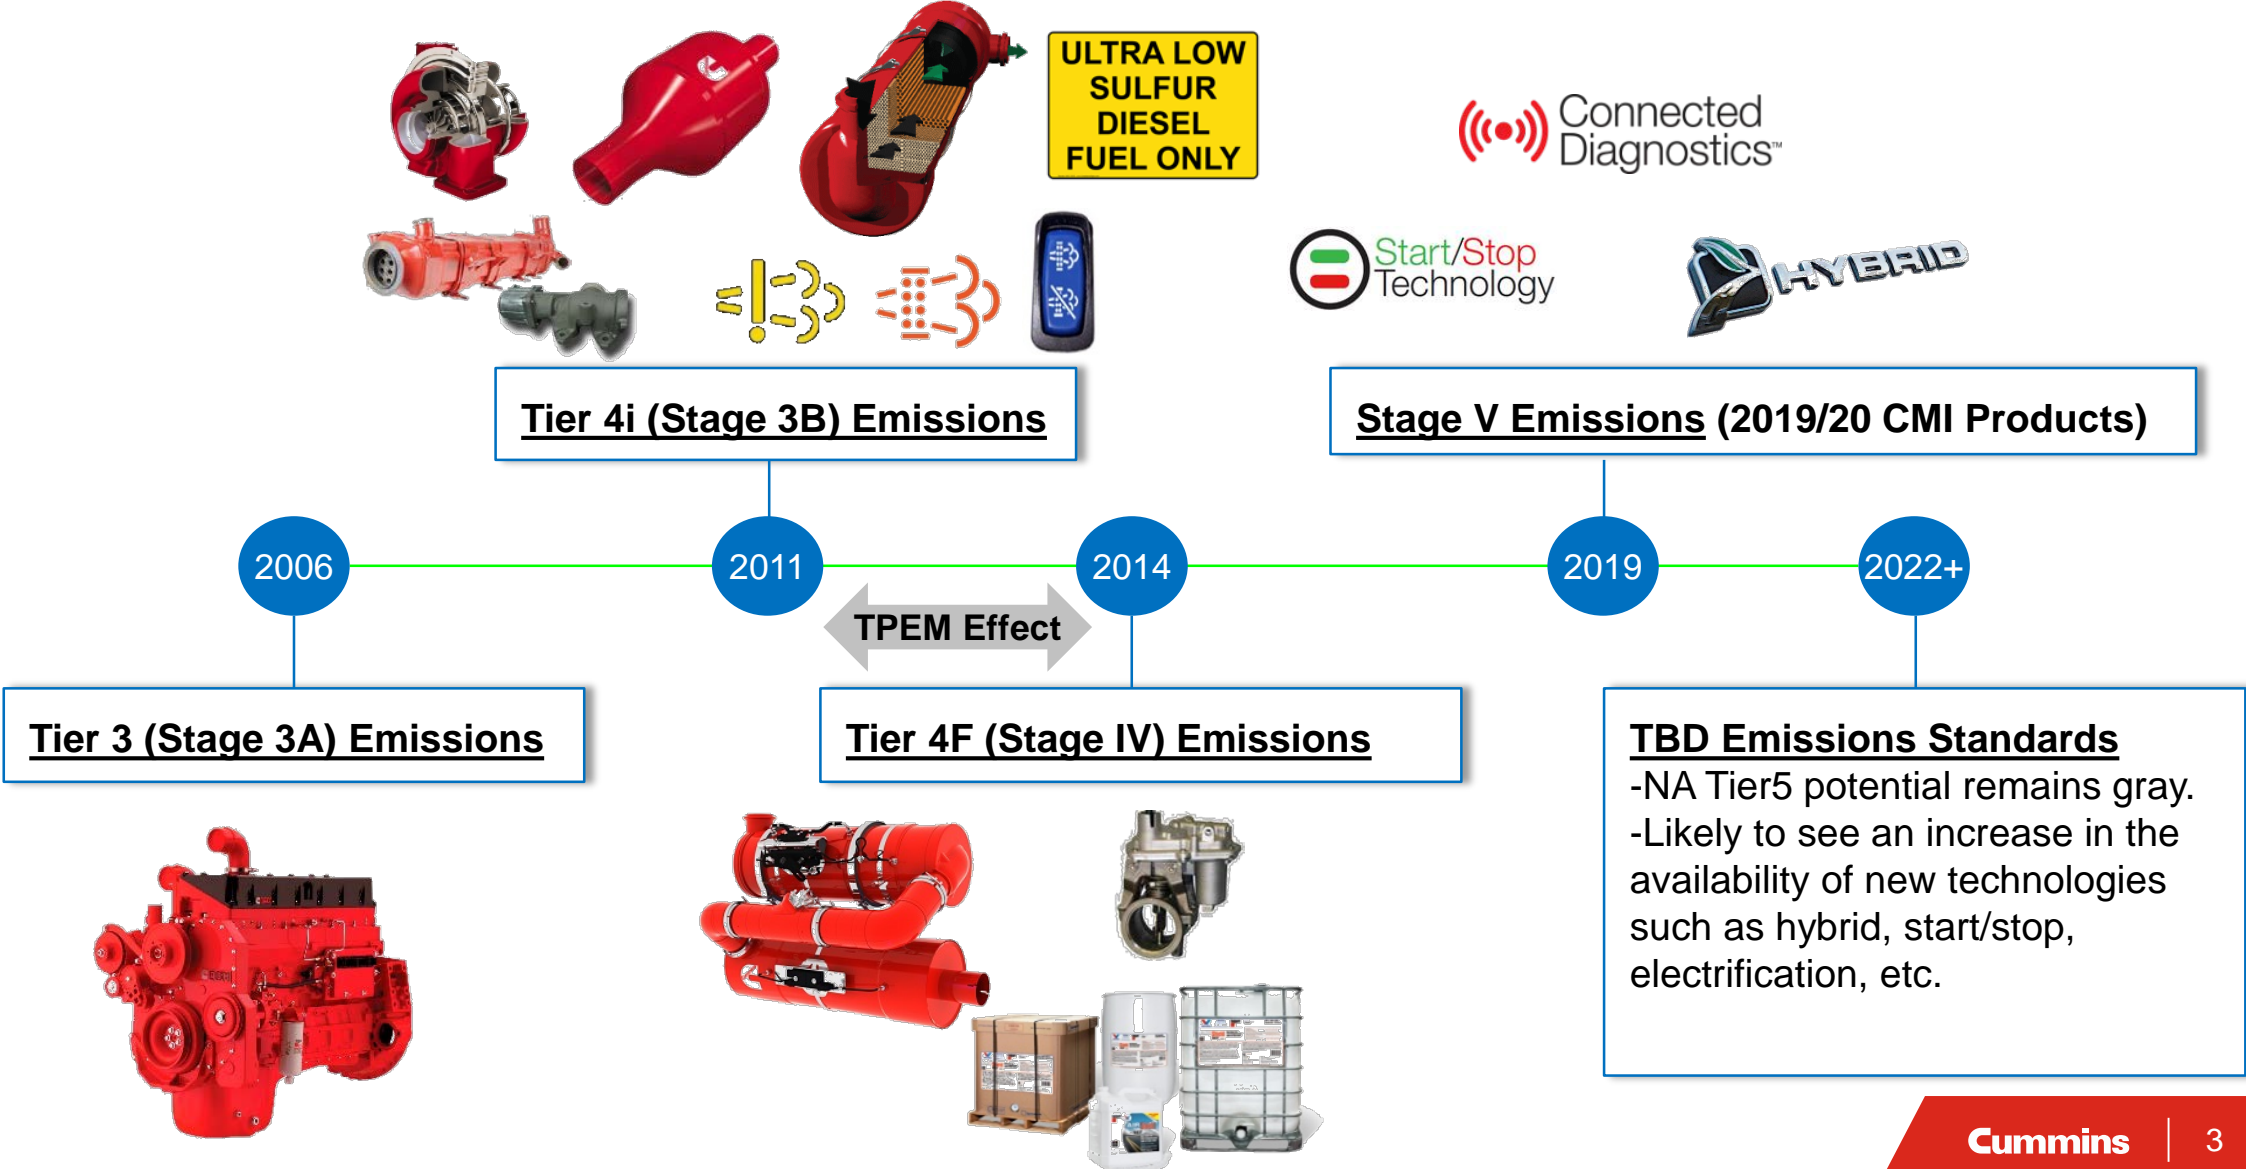 ULTRA LOW
SULFUR
DIESEL
FUEL ONLY
Connected
Diagnostics™
Start/Stop
Technology
HYBRID
Tier 4i (Stage 3B) Emissions
Stage V Emissions (2019/20 CMI Products)
2006
2011
2014
2019
2022+
TPEM Effect
Tier 3 (Stage 3A) Emissions
Tier 4F (Stage IV) Emissions
TBD Emissions Standards
-NA Tier5 potential remains gray.
-Likely to see an increase in the
availability of new technologies
such as hybrid, start/stop,
electrification, etc.
Cummins
3